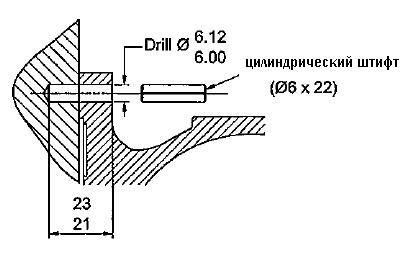 Drill Ø 6.12
6.00
цилиндрический штифт
(Ø6 x 22)
23
21